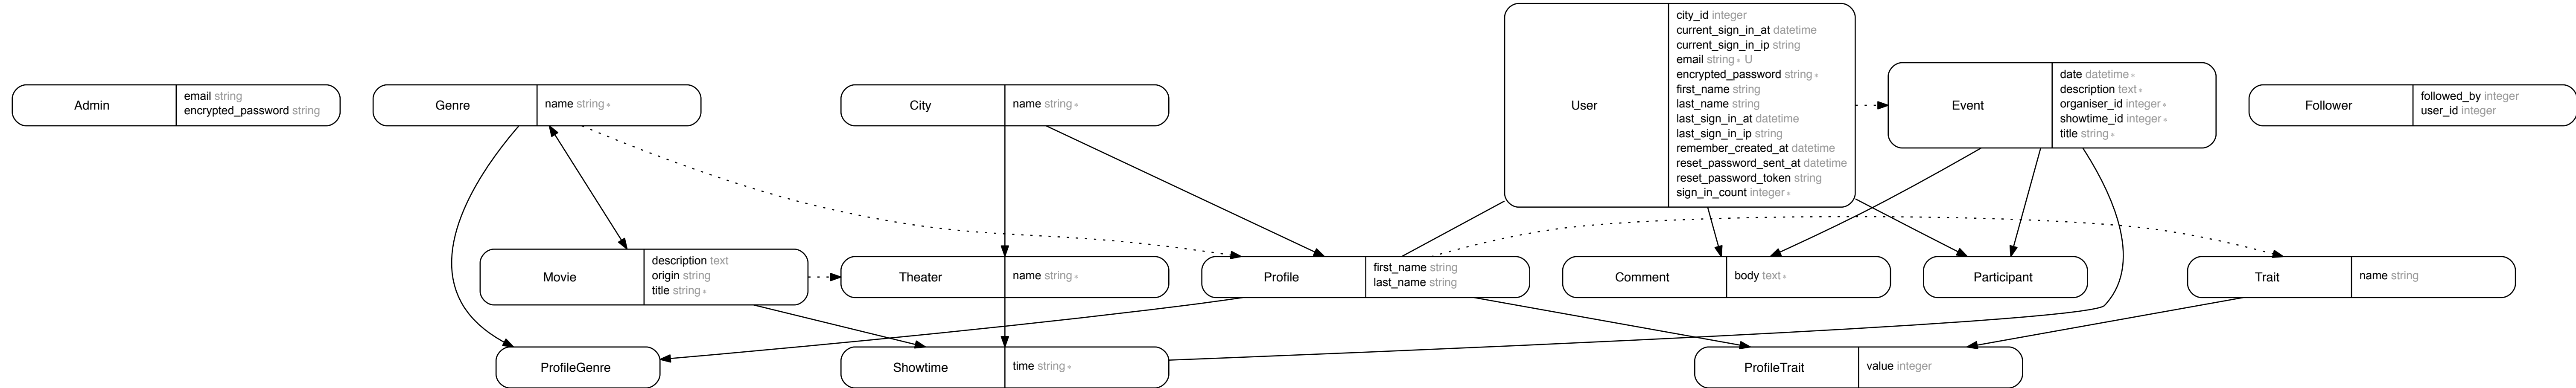 Admin
email string
encrypted_password string
Genre
name string*
City
name string*
User
city_id integer
current_sign_in_at datetime
current_sign_in_ip string
email string* U
encrypted_password string*
first_name string
last_name string
last_sign_in_at datetime
last_sign_in_ip string
remember_created_at datetime
reset_password_sent_at datetime
reset_password_token string
sign_in_count integer*
Event
date datetime*
description text*
organiser_id integer*
showtime_id integer*
title string*
Follower
followed_by integer
user_id integer
Movie
description text
origin string
title string*
Theater
name string*
Profile
first_name string
last_name string
Comment
body text*
Participant
Trait
name string
ProfileGenre
Showtime
time string*
ProfileTrait
value integer